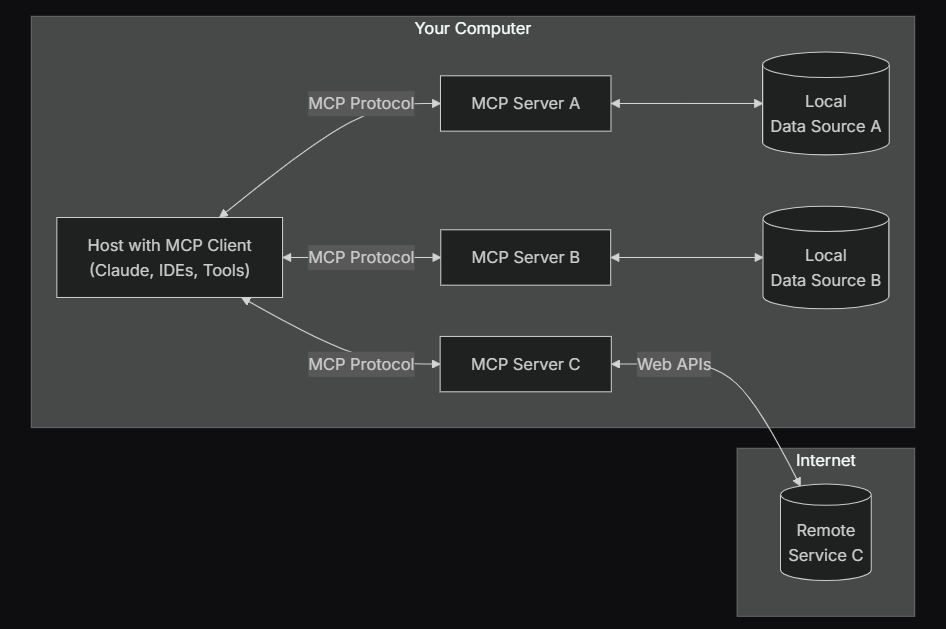 Your Computer
MCP Protocol
MCP Server A
Local
Data Source A
Host with MCP Client
(Claude, IDEs, Tools)
MCP Protocol
MCP Server B
Local
Data Source B
MCP Protocol
MCP Server C
Web APIs
Internet
Remote
Service C